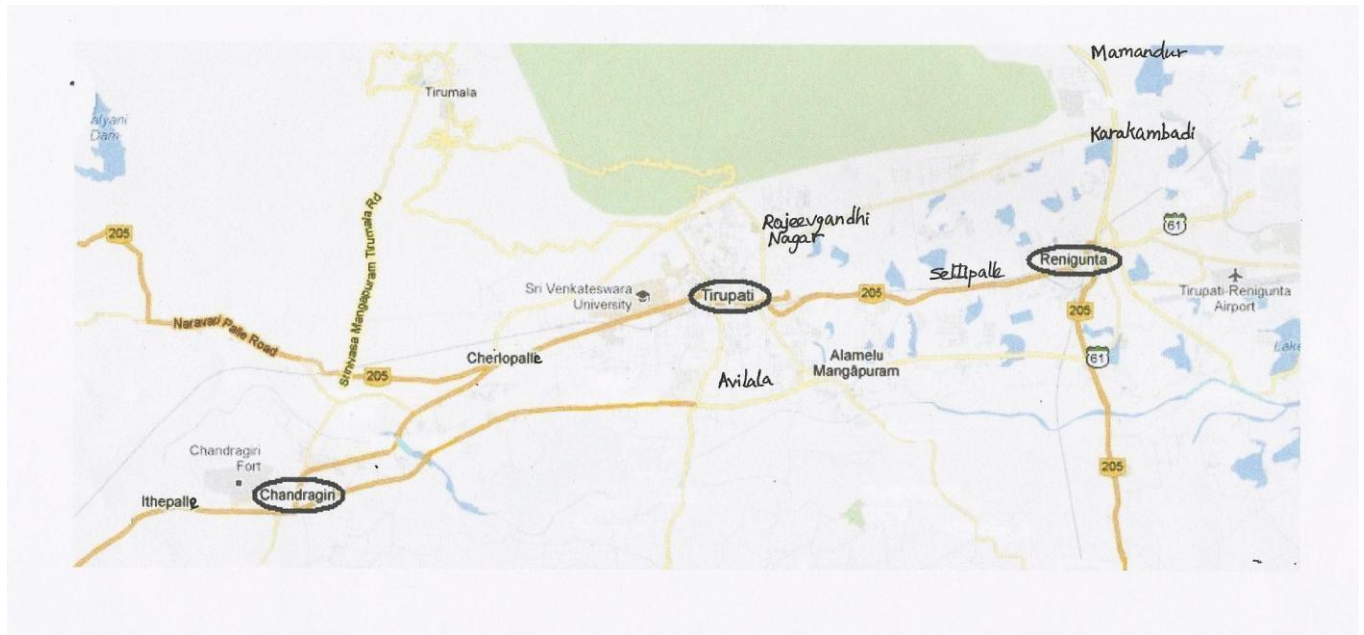 Mamandur
Tirumala
alyani
Dam
Karakambadi
Srinivasa Mangapuram Tirumala Rd
Rajeevgandhi
Nagar
61
205
Renigunta
Settipalle
Sri Venkateswara
University
Tirupati
205
Tirupati-Renigunta
Airport
205
Naravari Palle Road
Cherlopalle
Alamelu
Mangāpuram
61
Lake
205
Avilala
Chandragiri
Fort
205
Chandragiri
Ithepalle